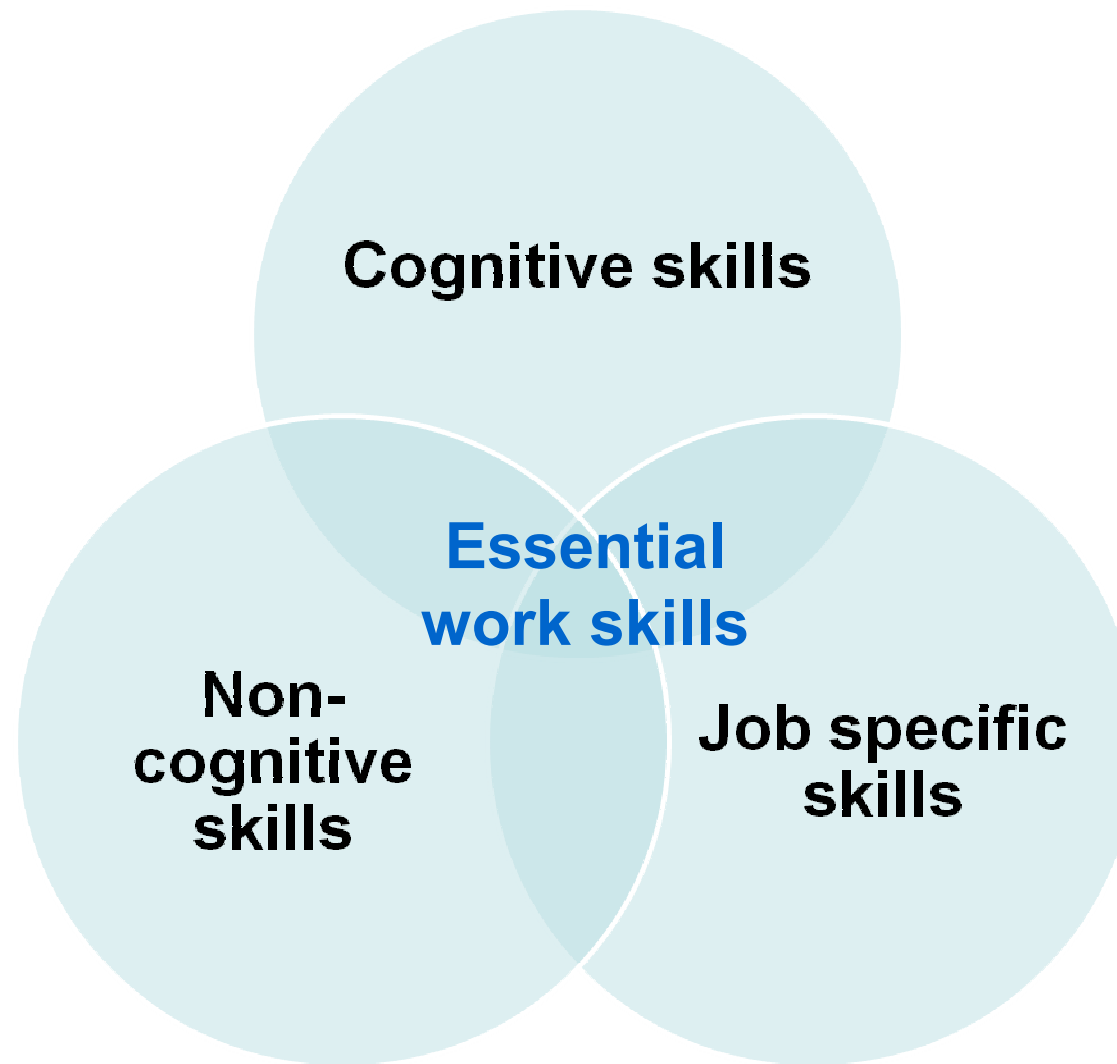 Cognitive skills
Essential
work skills
Non-
cognitive
skills
Job specific
skills